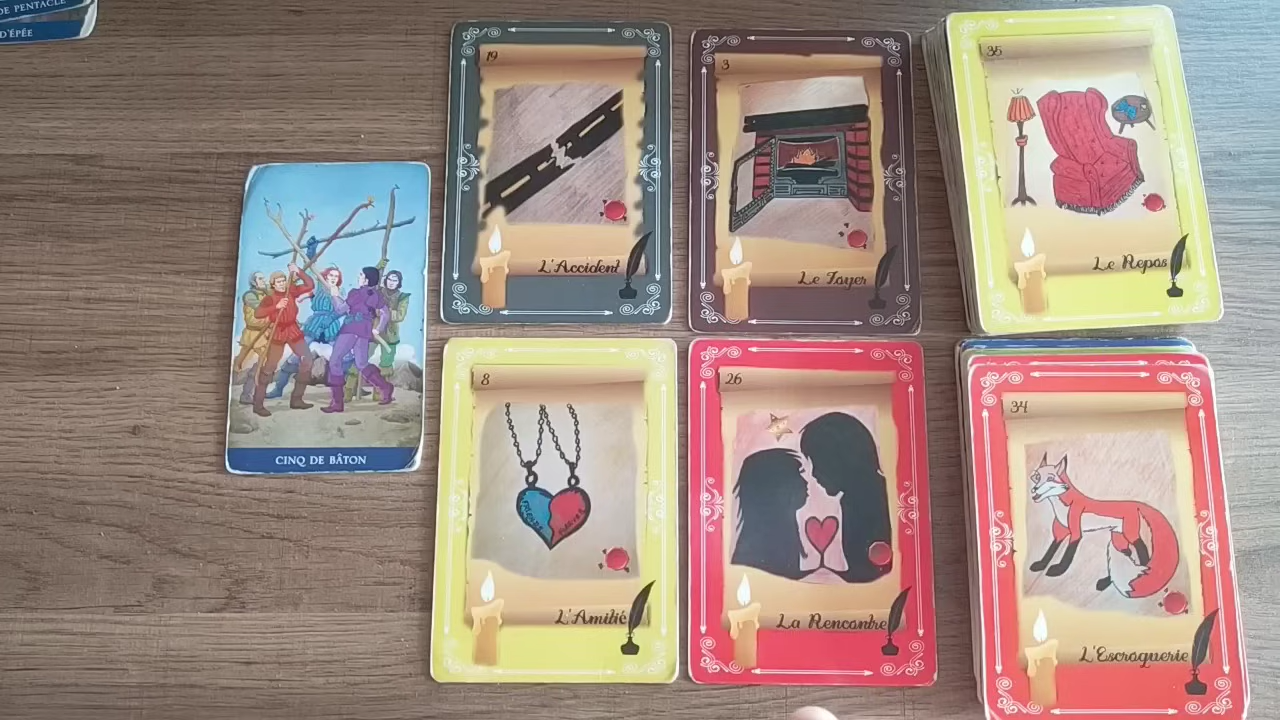 DE PENTACLE
D'ÉPÉE
CINQ DE BÂTON
19
L'Accident
3
Le Foyer
35
Le Repos
8
L'Amitié
26
La Rencontre
34
L'Escroquerie